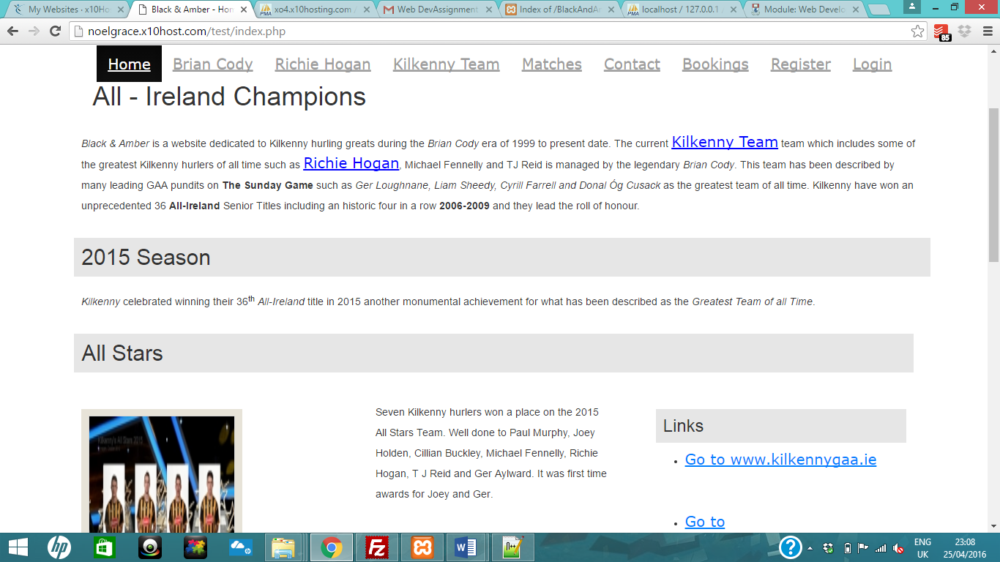 My Websites · x10Ho
Black & Amber - Hom
xo4.x10hosting.com /
Web DevAssignment
Index of /BlackAndAm
localhost / 127.0.0.1
Module: Web Develo
noelgrace.x10host.com/test/index.php
85
Home Brian Cody Richie Hogan Kilkenny Team Matches Contact Bookings Register Login
All - Ireland Champions
Black & Amber is a website dedicated to Kilkenny hurling greats during the Brian Cody era of 1999 to present date. The current Kilkenny Team team which includes some of
the greatest Kilkenny hurlers of all time such as Richie Hogan, Michael Fennelly and TJ Reid is managed by the legendary Brian Cody. This team has been described by
many leading GAA pundits on The Sunday Game such as Ger Loughnane, Liam Sheedy, Cyrill Farrell and Donal Óg Cusack as the greatest team of all time. Kilkenny have won an
unprecedented 36 All-Ireland Senior Titles including an historic four in a row 2006-2009 and they lead the roll of honour.
2015 Season
Kilkenny celebrated winning their 36th All-Ireland title in 2015 another monumental achievement for what has been described as the Greatest Team of all Time.
All Stars
Kilkenny's All Stars 2015
Seven Kilkenny hurlers won a place on the 2015
All Stars Team. Well done to Paul Murphy, Joey
Holden, Cillian Buckley, Michael Fennelly, Richie
Hogan, T J Reid and Ger Aylward. It was first time
awards for Joey and Ger.
Links
• Go to www.kilkennygaa.ie
• Go to
ENG
UK
23:08
25/04/2016